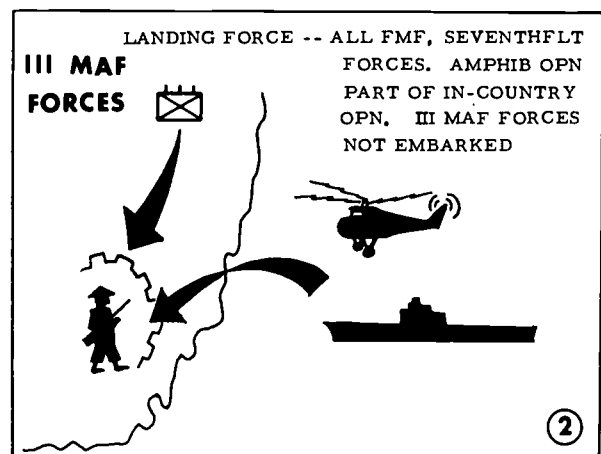 LANDING FORCE -- ALL FMF, SEVENTHFLT
FORCES. AMPHIB OPN
PART OF IN-COUNTRY
OPN. III MAF FORCES
NOT EMBARKED
III MAF
FORCES
2